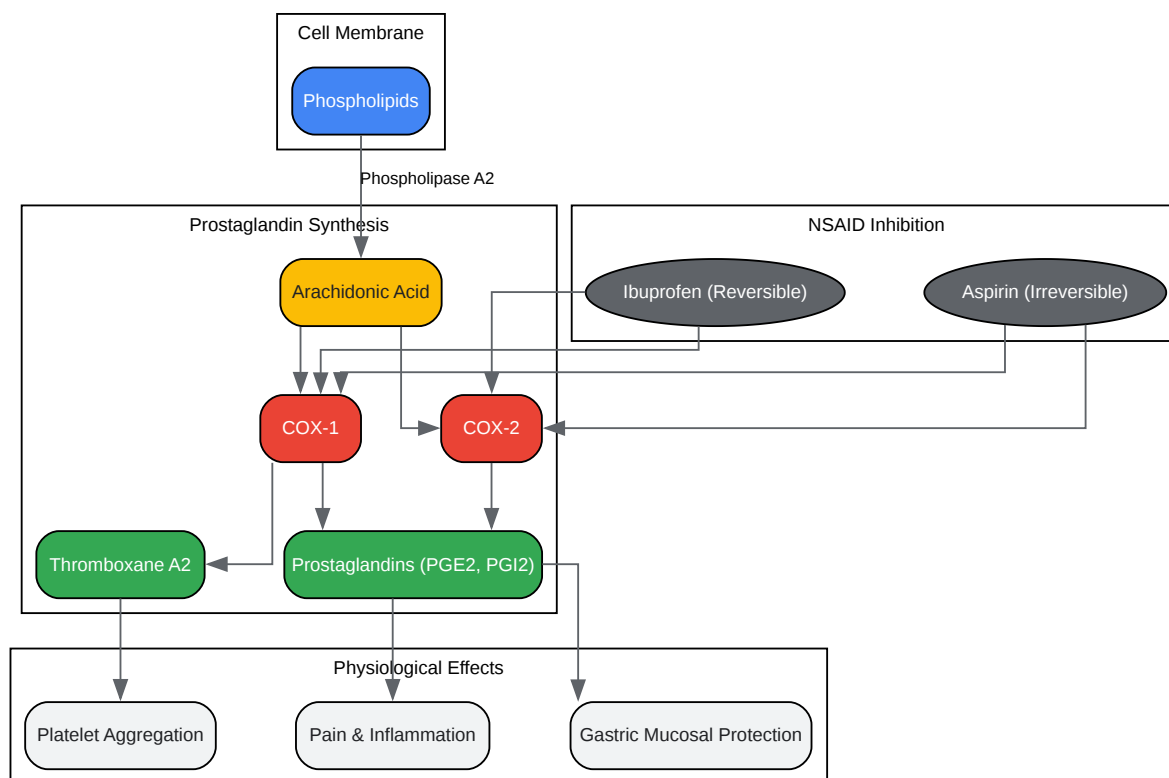 Cell Membrane
Phospholipids
Phospholipase A2
Prostaglandin Synthesis
NSAID Inhibition
Arachidonic Acid
Ibuprofen (Reversible)
Aspirin (Irreversible)
COX-1
COX-2
Thromboxane A2
Prostaglandins (PGE2, PGI2)
Physiological Effects
Platelet Aggregation
Pain & Inflammation
Gastric Mucosal Protection